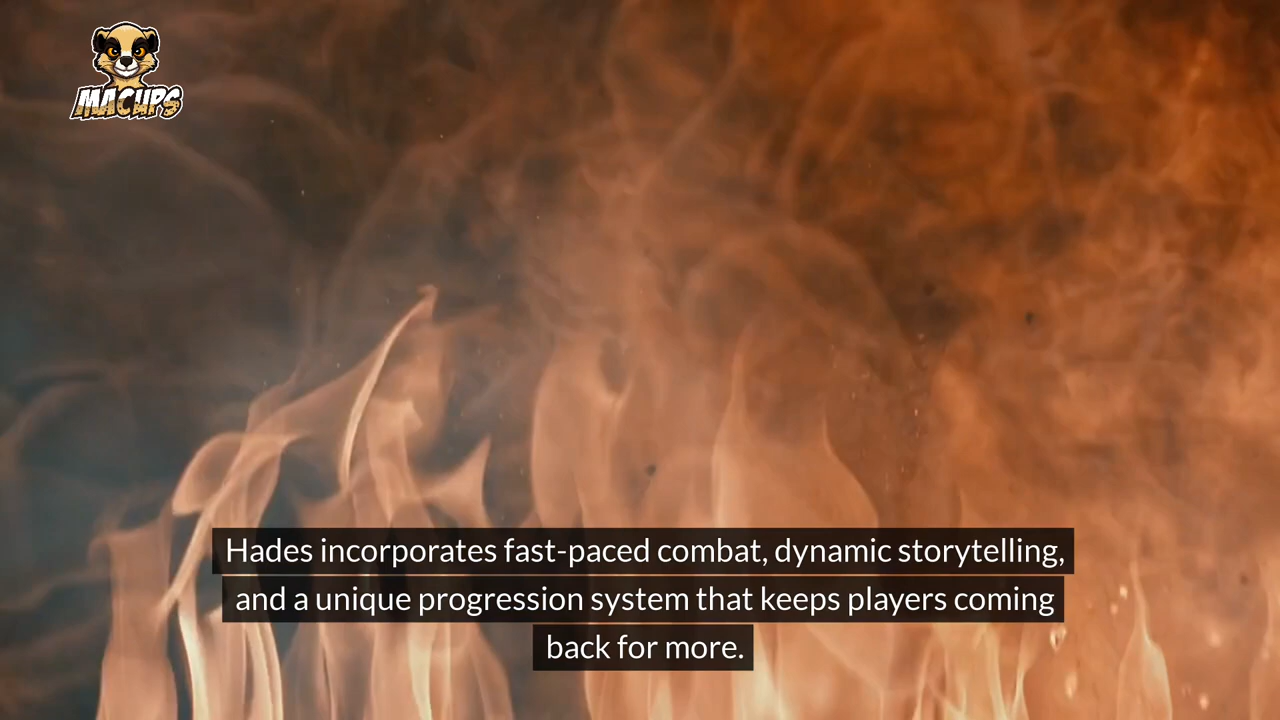 MACUPS
Hades incorporates fast-paced combat, dynamic storytelling,
and a unique progression system that keeps players coming
back for more.